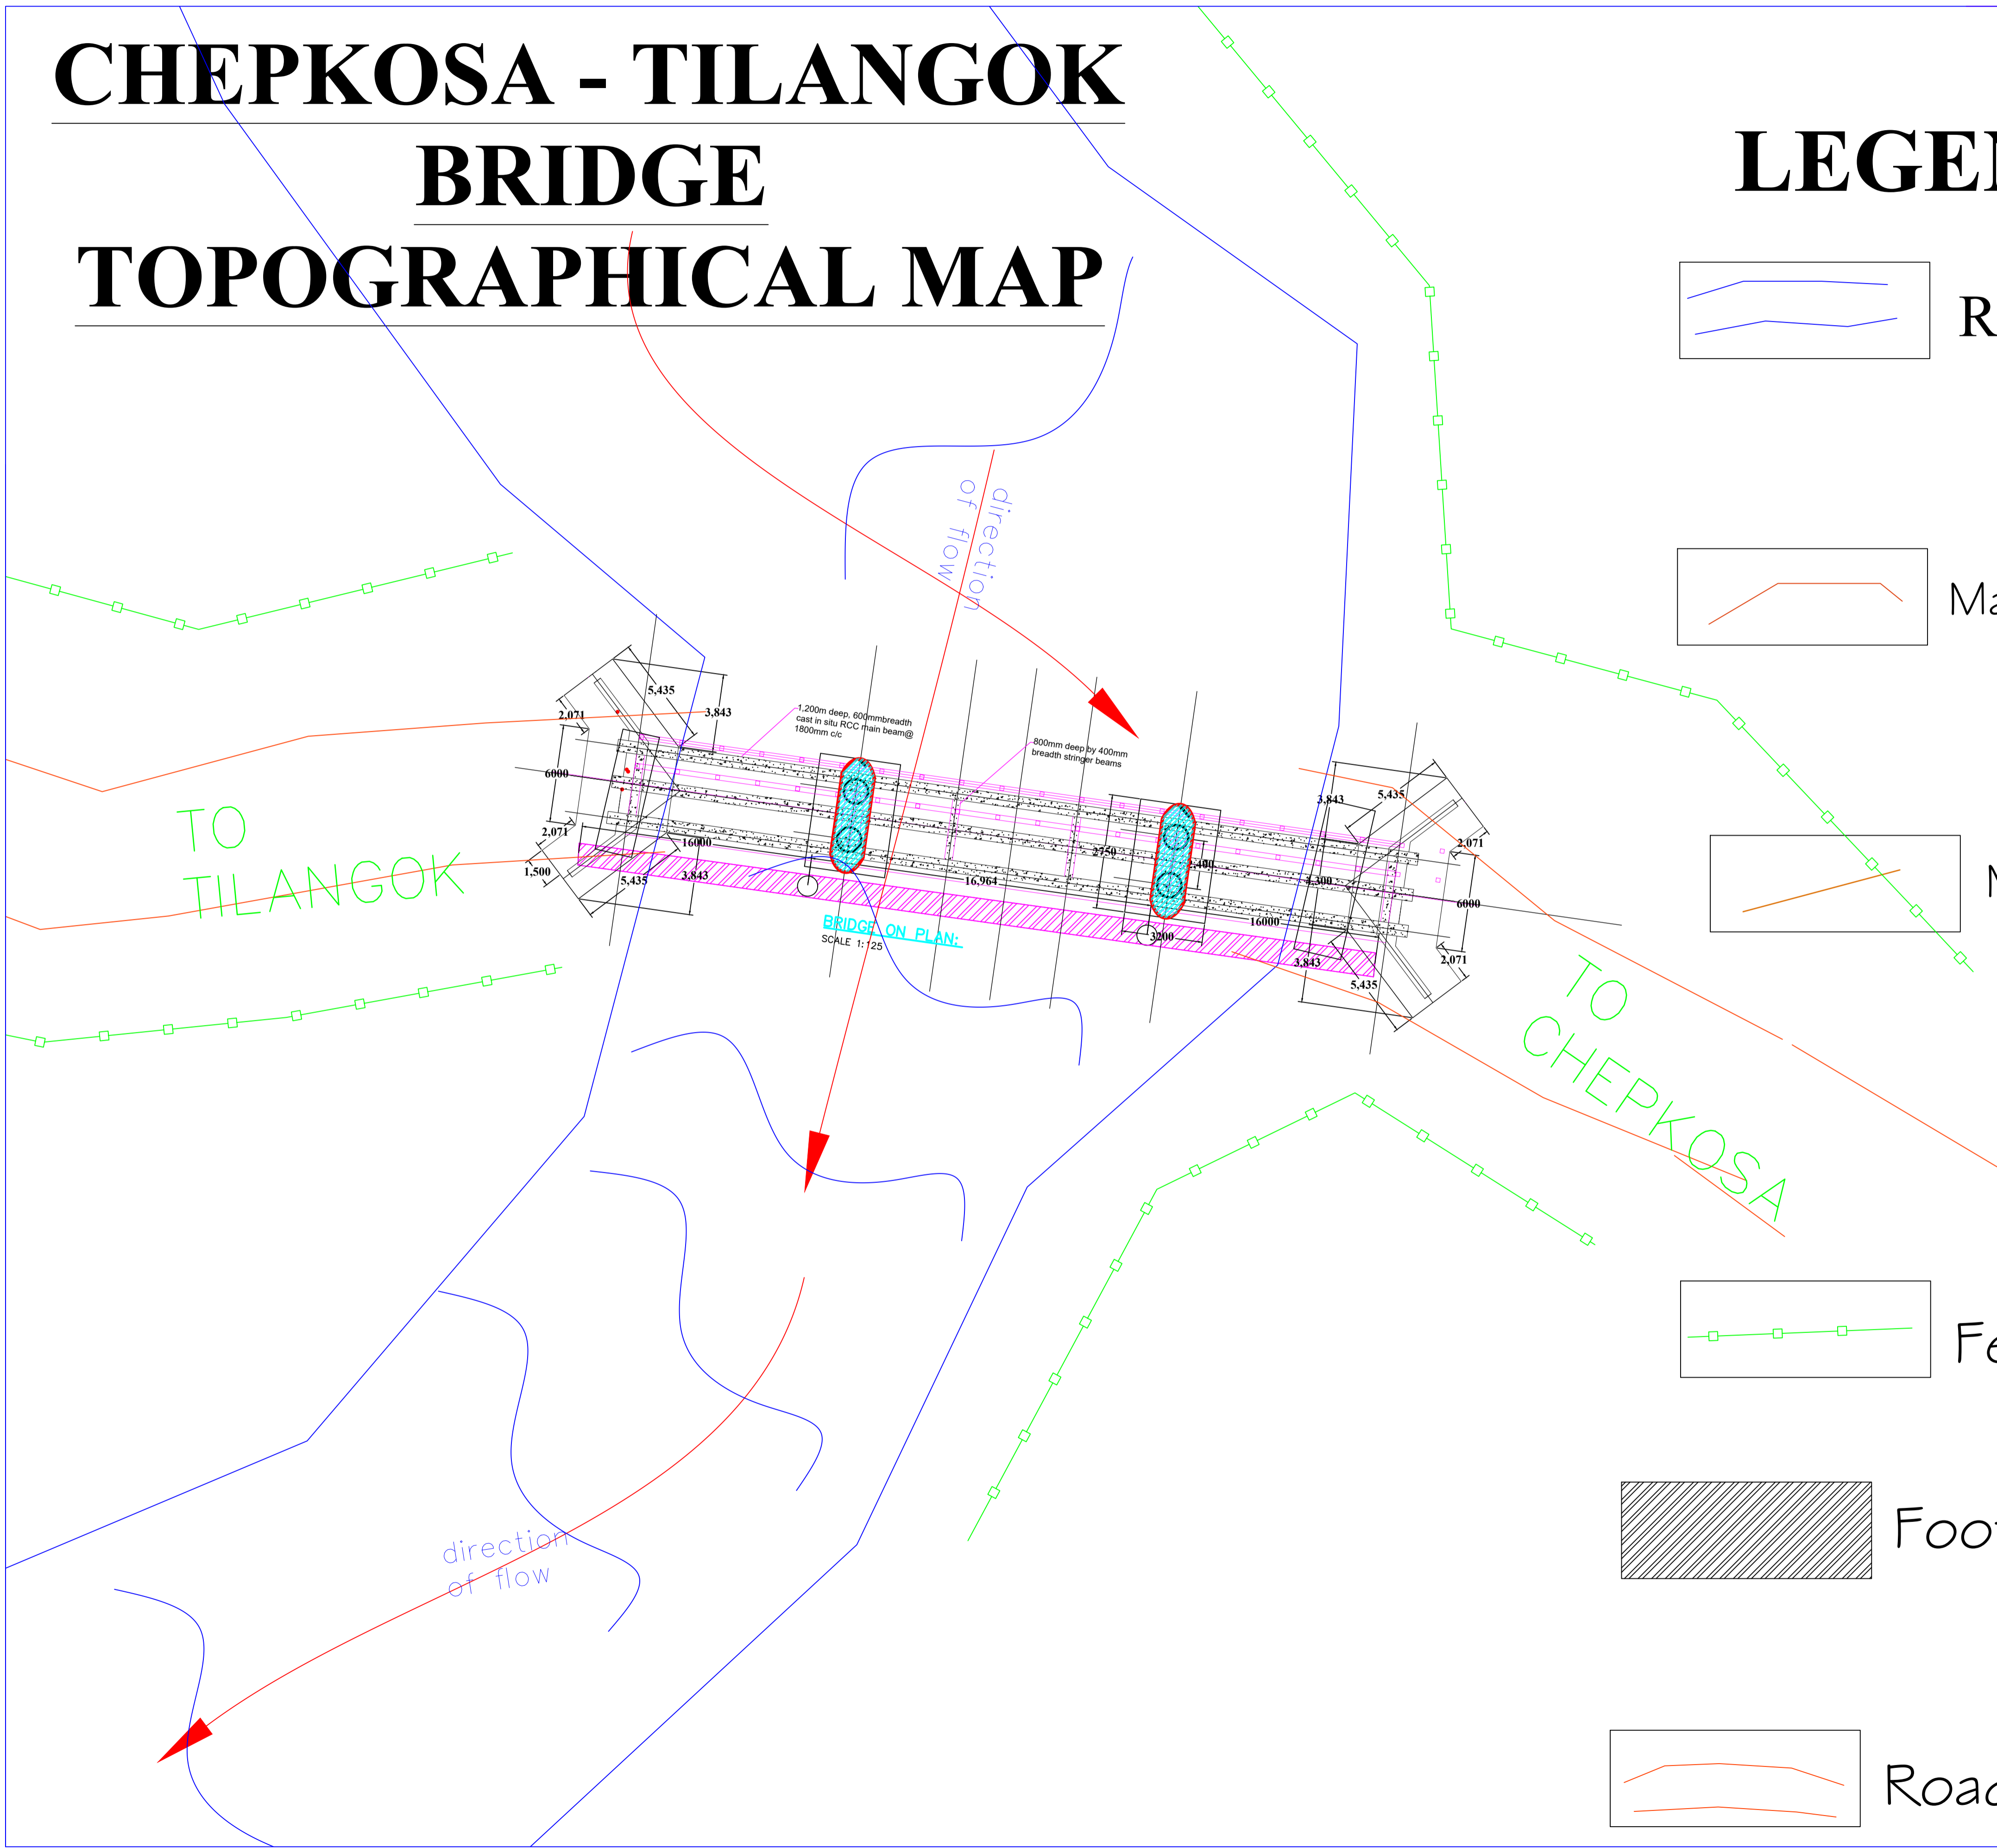 CHEPKOSA - TILANGOK
BRIDGE
TOPOGRAPHICAL MAP
direction
of flow
5,435
3,843
2,071
6000
2,071
1,500
5,435
3,843
16000
1.200m deep, 600mmbreadth
cast in situ RCC main beam@
1800mm c/c
800mm deep by 400mm
breadth stringer beams
16,964
2750
2,400
3200
16000
3,300
3,843
5,435
2,071
6000
2,071
3,843
5,435
BRIDGE ON PLAN:
SCALE 1:125
TO
TILANGOK
TO
CHEPKOSA
direction
of flow
LEGE
R
Ma
Fe
Foo
Roa